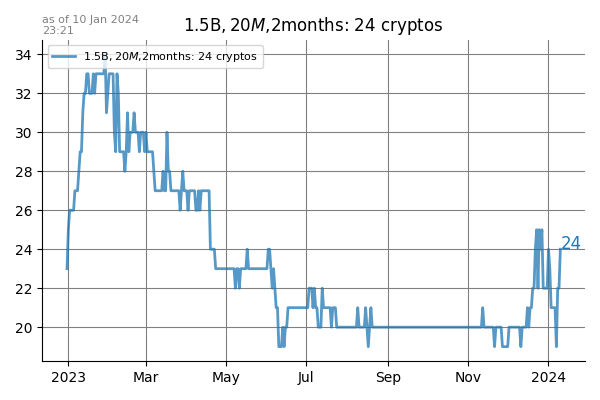 as of 10 Jan 2024
23:21
1.5B, 20M,2months: 24 cryptos
1.5B, 20M,2months: 24 cryptos
34
32
30
28
26
24
22
20
24
2023
Mar
May
Jul
Sep
Nov
2024